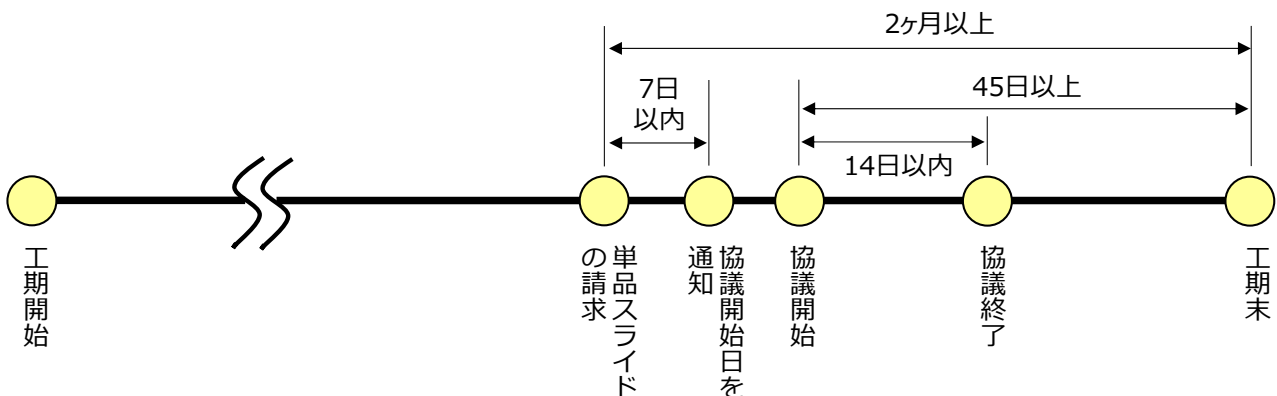 2ヶ月以上
7日
以内
45日以上
14日以内
工期開始
単品スライド
の請求
協議開始日を
通知
協議開始
協議終了
工期末